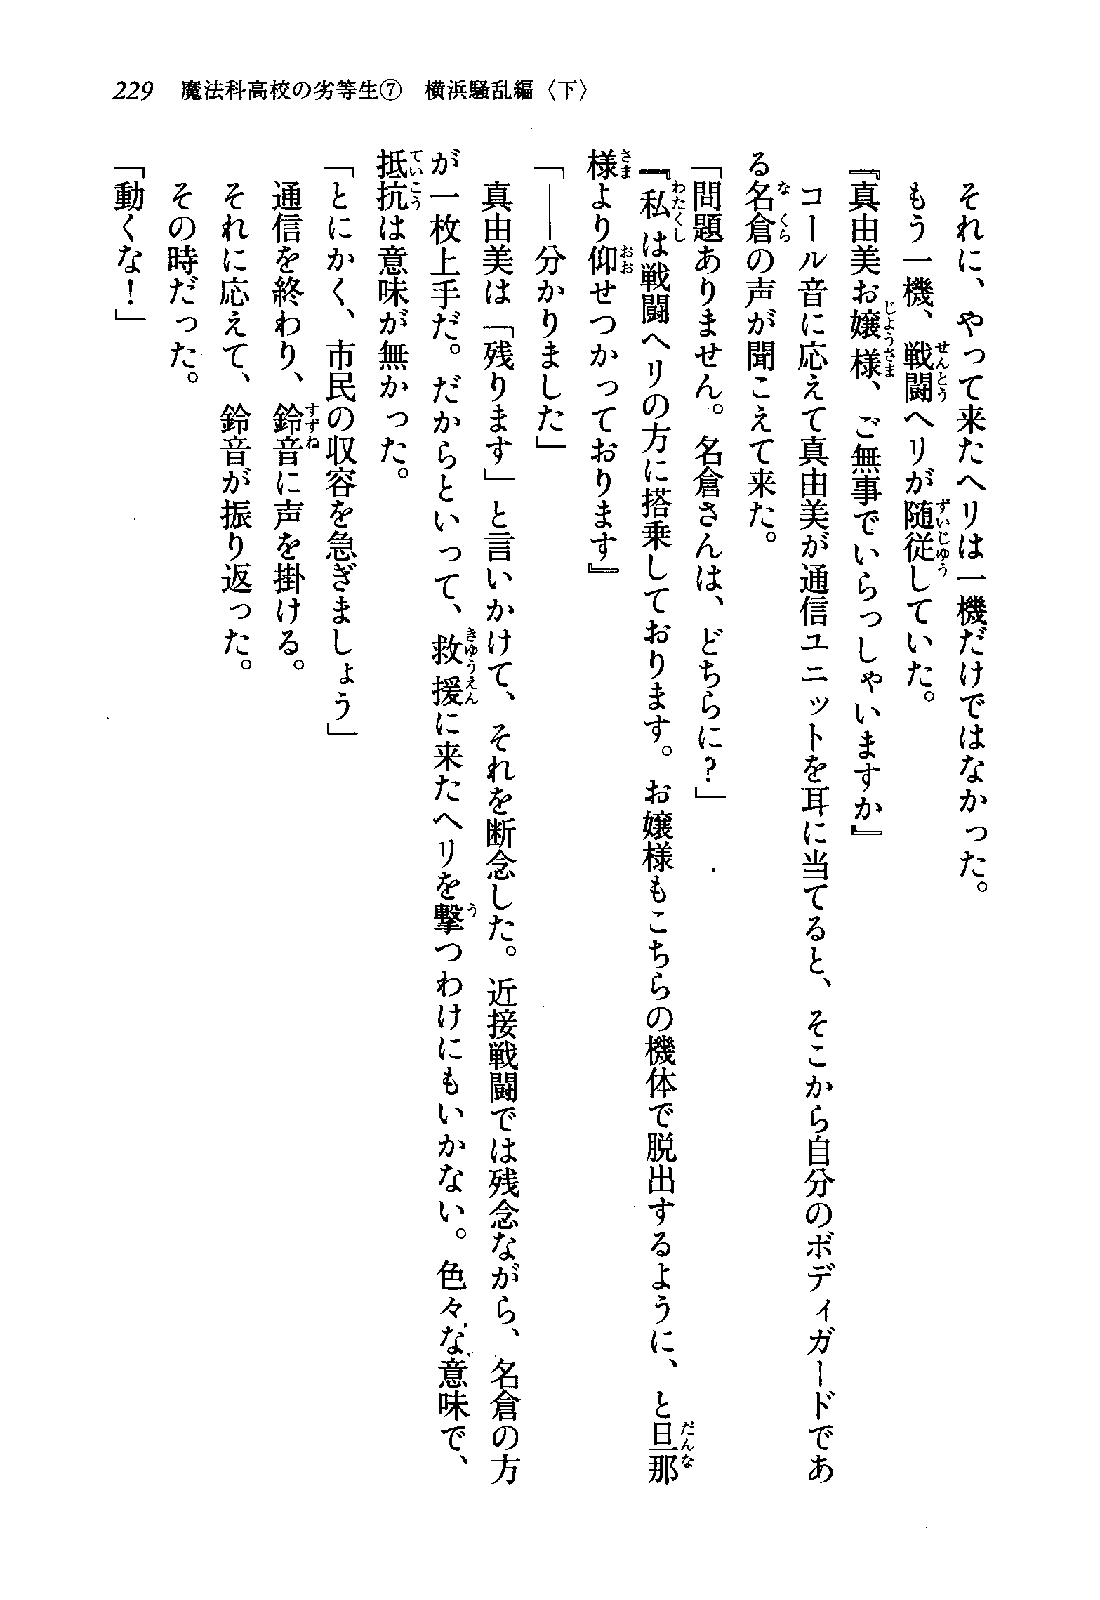 229　魔法科高校の劣等生⑦　横浜騒乱編〈下〉
　それに、やって来たヘリは一機だけではなかった。
　もう一機、戦闘ヘリが随従していた。
『真由美お嬢様、ご無事でいらっしゃいますか』
　コール音に応えて真由美が通信ユニットを耳に当てると、そこから自分のボディガードであ
る名倉の声が聞こえて来た。
「問題ありません。名倉さんは、どちらに？」
『私は戦闘ヘリの方に搭乗しております。お嬢様もこちらの機体で脱出するように、と旦那
様より仰せつかっております』
「――分かりました」
　真由美は「残ります」と言いかけて、それを断念した。近接戦闘では残念ながら、名倉の方
が一枚上手だ。だからといって、救援に来たヘリを撃つわけにもいかない。色々な意味で、
抵抗は意味が無かった。
「とにかく、市民の収容を急ぎましょう」
　通信を終わり、鈴音に声を掛ける。
　それに応えて、鈴音が振り返った。
　その時だった。
「動くな！」